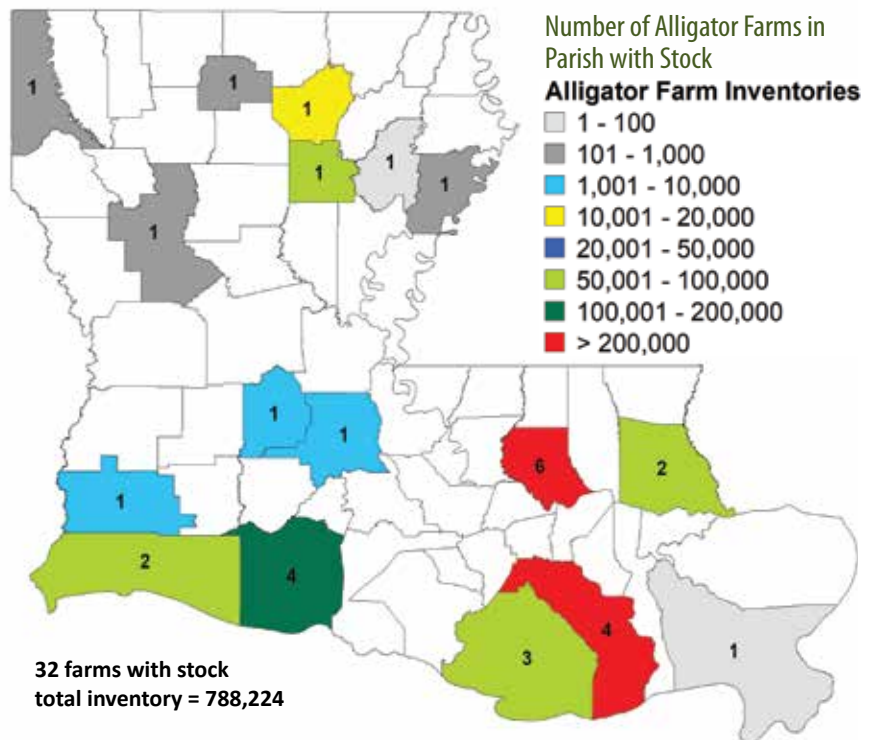 Number of Alligator Farms in
Parish with Stock
Alligator Farm Inventories
1 - 100
101 - 1,000
1,001 - 10,000
10,001 - 20,000
20,001 - 50,000
50,001 - 100,000
100,001 - 200,000
> 200,000
1
1
1
1
1
1
1
1
1
6
2
1
2
4
4
3
1
32 farms with stock
total inventory = 788,224